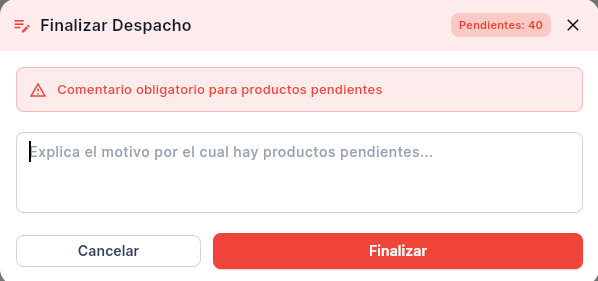 Finalizar Despacho
Pendientes: 40
Comentario obligatorio para productos pendientes
Explica el motivo por el cual hay productos pendientes...
Cancelar
Finalizar